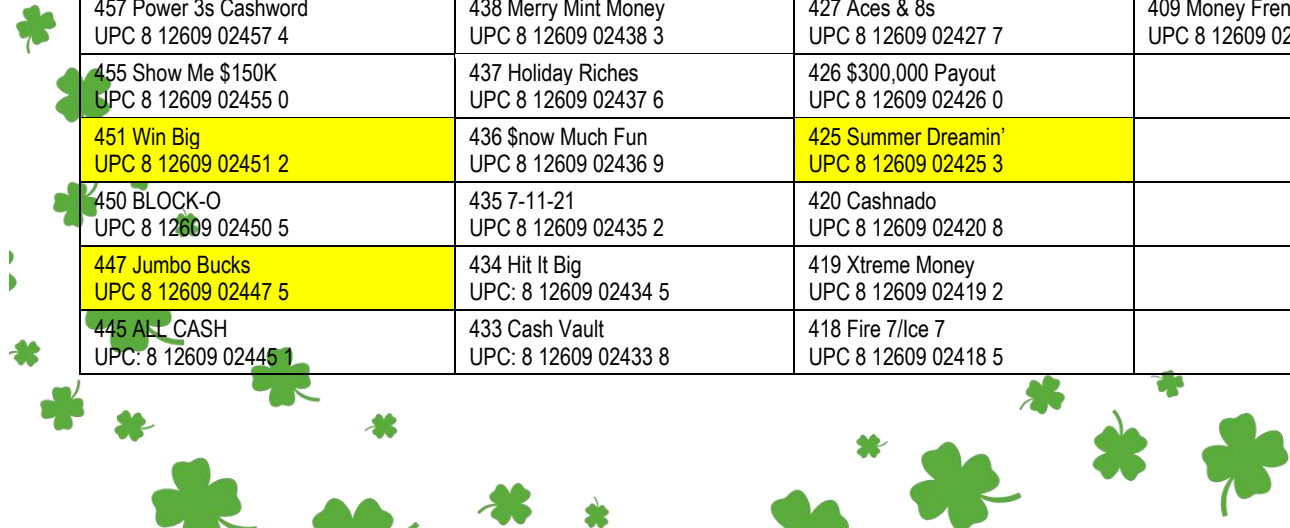 457 Power 3s Cashword
UPC 8 12609 02457 4
438 Merry Mint Money
UPC 8 12609 02438 3
427 Aces & 8s
UPC 8 12609 02427 7
409 Money
UPC 8 12609
455 Show Me $150K
UPC 8 12609 02455 0
437 Holiday Riches
UPC 8 12609 02437 6
426 $300,000 Payout
UPC 8 12609 02426 0
451 Win Big
UPC 8 12609 02451 2
436 $now Much Fun
UPC 8 12609 02436 9
425 Summer Dreamin’
UPC 8 12609 02425 3
450 BLOCK-O
UPC 8 12609 02450 5
435 7-11-21
UPC 8 12609 02435 2
420 Cashnado
UPC 8 12609 02420 8
447 Jumbo Bucks
UPC 8 12609 02447 5
434 Hit It Big
UPC: 8 12609 02434 5
419 Xtreme Money
UPC 8 12609 02419 2
445 ALL CASH
UPC: 8 12609 02445 1
433 Cash Vault
UPC: 8 12609 02433 8
418 Fire 7/Ice 7
UPC 8 12609 02418 5